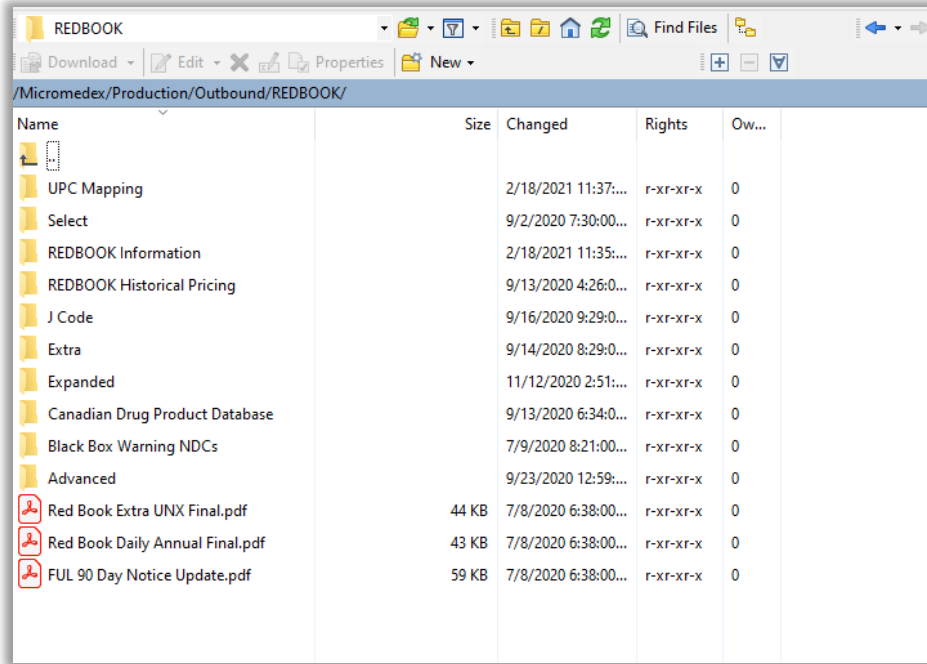 REDBOOK Find Files
Download Edit Properties New
/Micromedex/Production/Outbound/REDBOOK/
Name Size Changed Rights Ow...
..
UPC Mapping 2/18/2021 11:37:... r-xr-xr-x 0
Select 9/2/2020 7:30:00... r-xr-xr-x 0
REDBOOK Information 2/18/2021 11:35:... r-xr-xr-x 0
REDBOOK Historical Pricing 9/13/2020 4:26:0... r-xr-xr-x 0
J Code 9/16/2020 9:29:0... r-xr-xr-x 0
Extra 9/14/2020 8:29:0... r-xr-xr-x 0
Expanded 11/12/2020 2:51:... r-xr-xr-x 0
Canadian Drug Product Database 9/13/2020 6:34:0... r-xr-xr-x 0
Black Box Warning NDCs 7/9/2020 8:21:00... r-xr-xr-x 0
Advanced 9/23/2020 12:59:... r-xr-xr-x 0
Red Book Extra UNX Final.pdf 44 KB 7/8/2020 6:38:00... r-xr-xr-x 0
Red Book Daily Annual Final.pdf 43 KB 7/8/2020 6:38:00... r-xr-xr-x 0
FUL 90 Day Notice Update.pdf 59 KB 7/8/2020 6:38:00... r-xr-xr-x 0